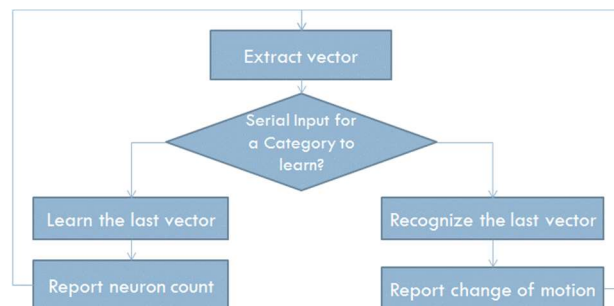 Extract vector
Serial Input for
a Category to
learn?
Learn the last vector
Recognize the last vector
Report neuron count
Report change of motion